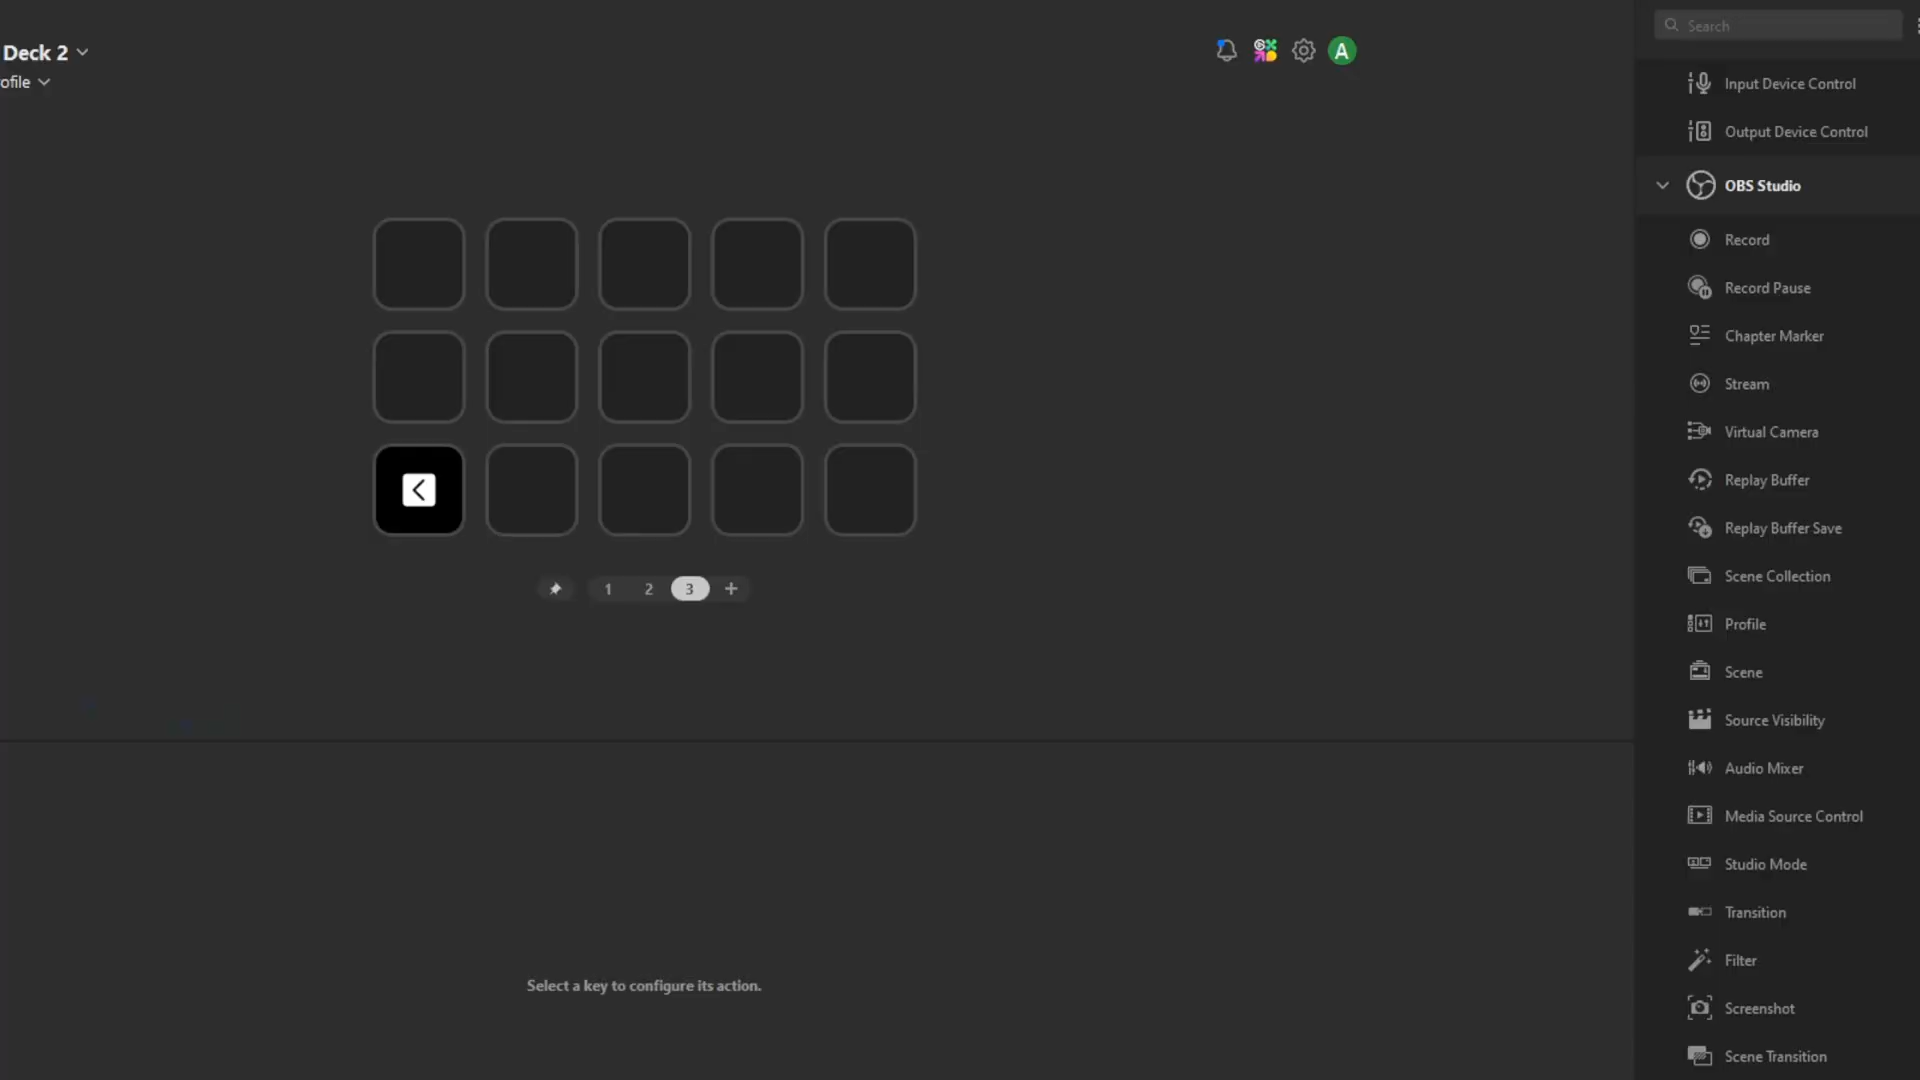 Deck 2
ofile
A
1 2 3 +
Select a key to configure its action.
Search
Input Device Control
Output Device Control
OBS Studio
Record
Record Pause
Chapter Marker
Stream
Virtual Camera
Replay Buffer
Replay Buffer Save
Scene Collection
Profile
Scene
Source Visibility
Audio Mixer
Media Source Control
Studio Mode
Transition
Filter
Screenshot
Scene Transition